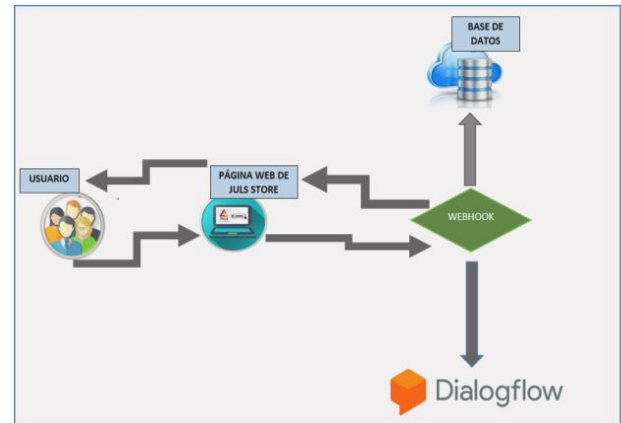 BASE DE
DATOS
USUARIO
PÁGINA WEB DE
JULS STORE
WEBHOOK
Dialogflow